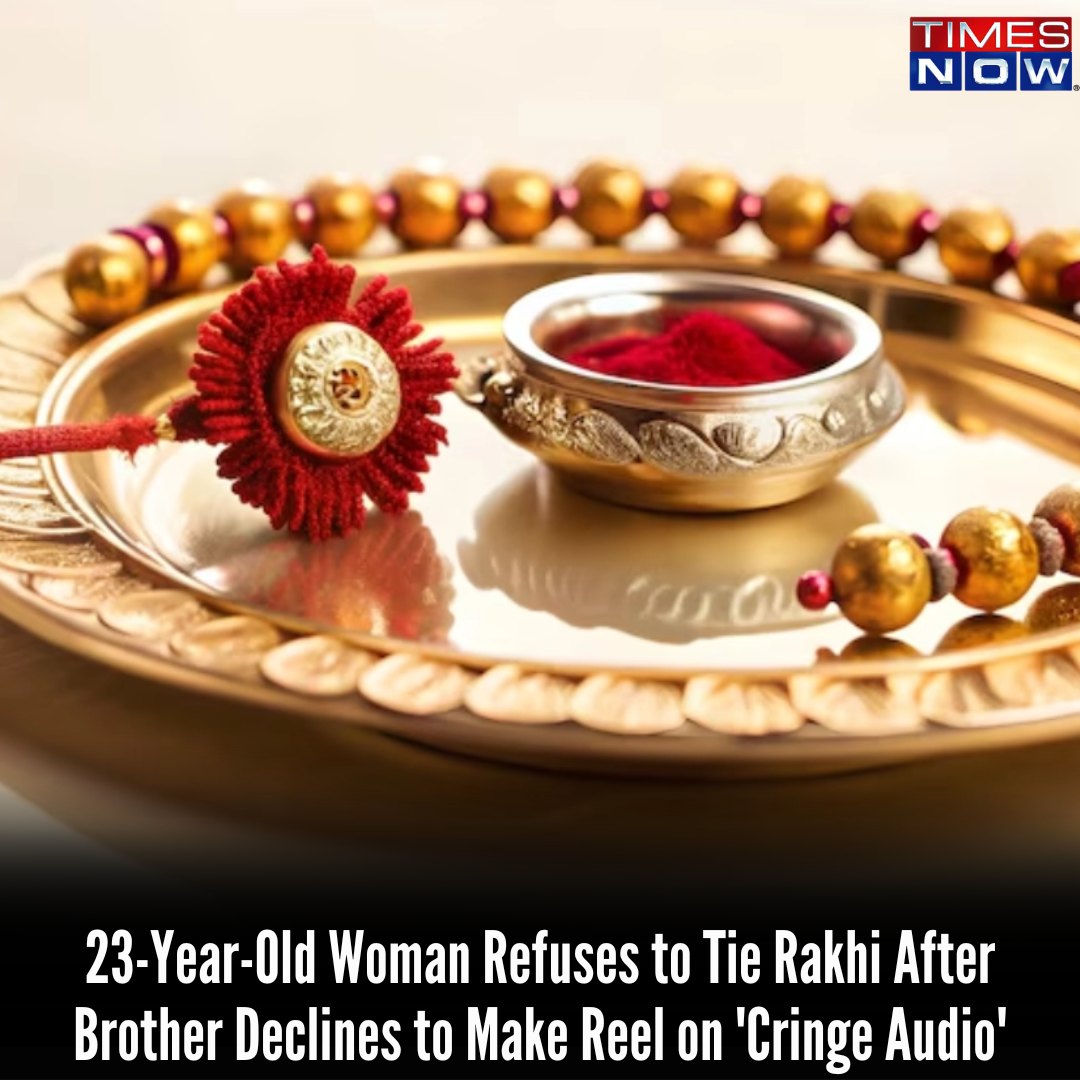 TIMES
NOW
23-Year-Old Woman Refuses to Tie Rakhi After
Brother Declines to Make Reel on 'Cringe Audio'